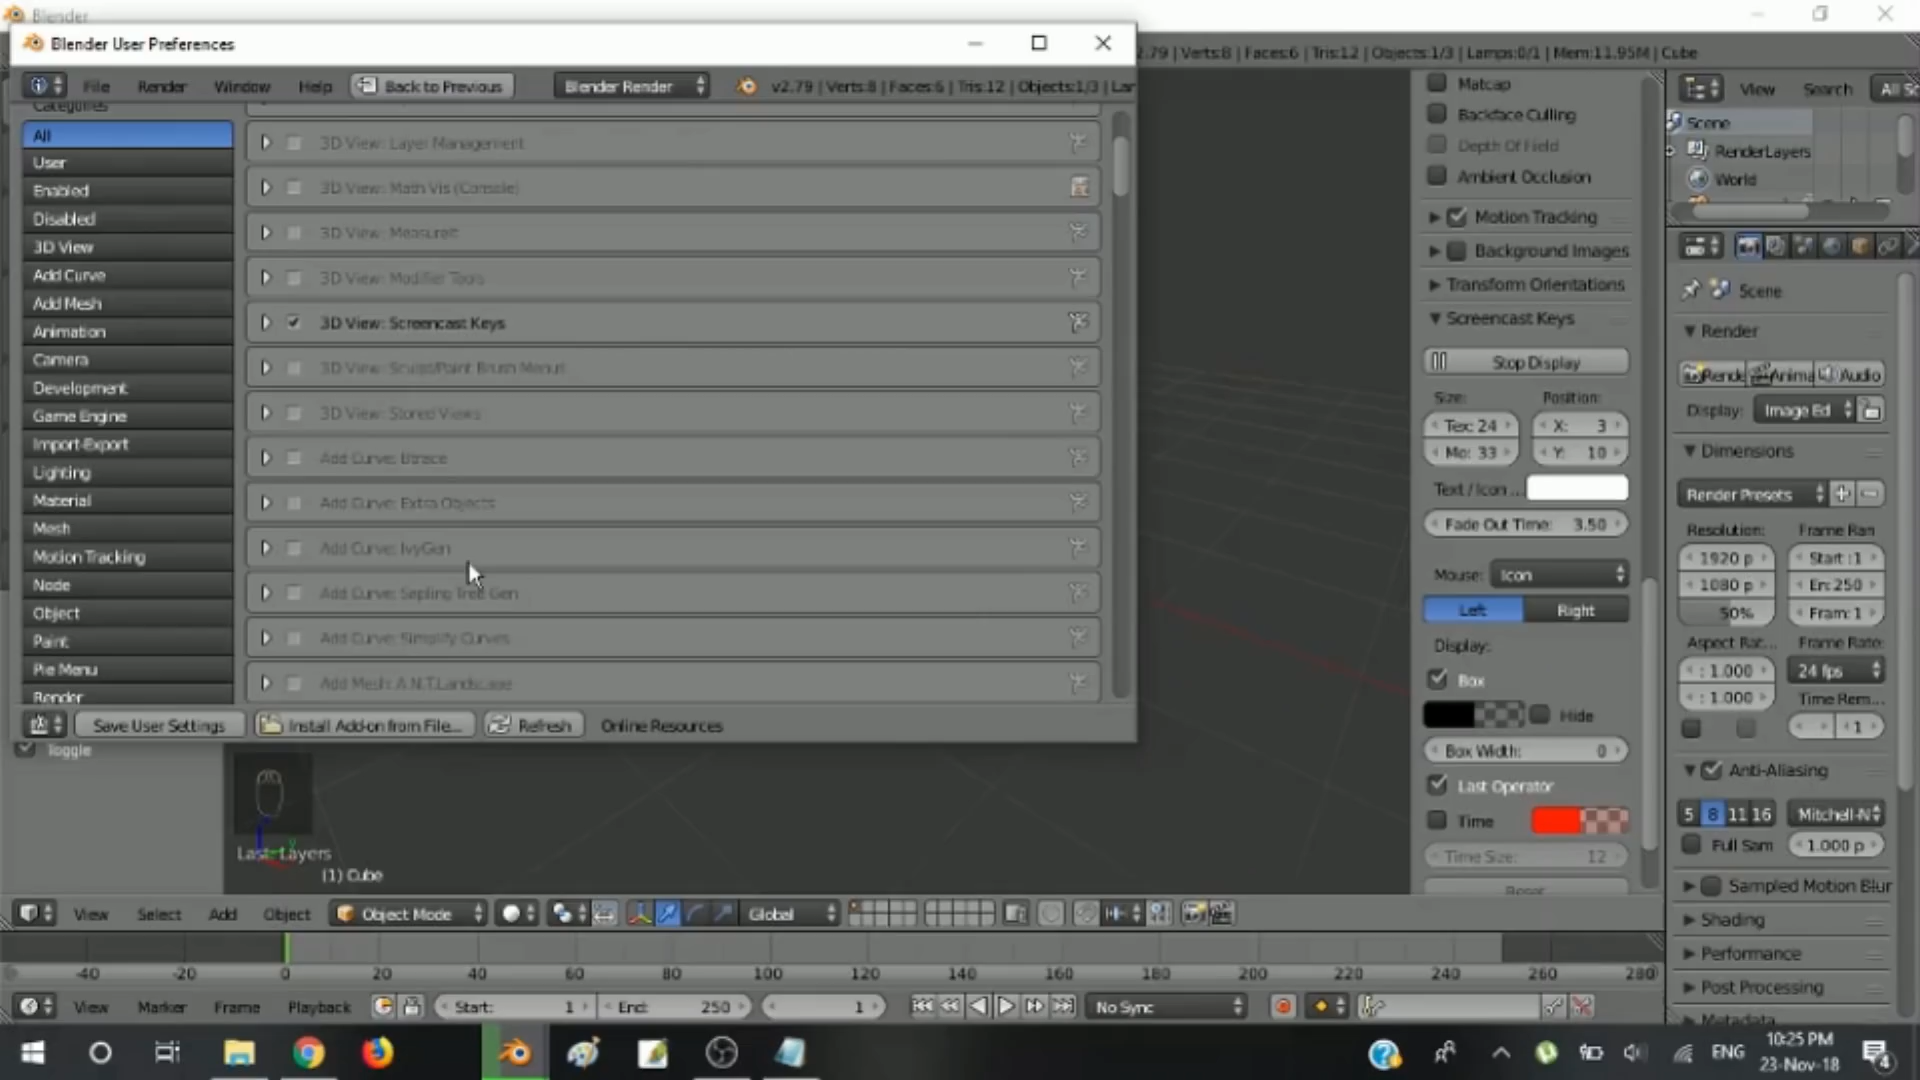 Blender
Blender User Preferences
File Render Window Help Back to Previous Blender Render v2.79 | Verts:8 | Faces:6 | Tris:12 | Objects:1/3 | Lar
2.79 | Verts:8 | Faces:6 | Tris:12 | Objects:1/3 | Lamps:0/1 | Mem:11.95M | Cube
Categories
All
User
Enabled
Disabled
3D View
Add Curve
Add Mesh
Animation
Camera
Development
Game Engine
Import-Export
Lighting
Material
Mesh
Motion Tracking
Node
Object
Paint
Pie Menu
Render
3D View: Layer Management
3D View: Math Vis (Console)
3D View: MeasureIt
3D View: Modifier Tools
3D View: Screencast Keys
3D View: Sculpt/Paint Brush Menus
3D View: Stored Views
Add Curve: Btrace
Add Curve: Extra Objects
Add Curve: IvyGen
Add Curve: Sapling Tree Gen
Add Curve: Simplify Curves
Add Mesh: A.N.T.Landscape
Save User Settings Install Add-on from File... Refresh Online Resources
Toggle
Last: Layers
(1) Cube
Matcap
Backface Culling
Depth Of Field
Ambient Occlusion
Motion Tracking
Background Images
Transform Orientations
Screencast Keys
Stop Display
Size: Position:
Tex: 24 X: 3
Mo: 33 Y: 10
Text / Icon ...
Fade Out Time: 3.50
Mouse: Icon
Left Right
Display:
Box
Hide
Box Width: 0
Last Operator
Time
Time Size: 12
Reset
View Search All Sc
Scene
RenderLayers
World
Scene
Render
Rende Anima Audio
Display: Image Ed
Dimensions
Render Presets
Resolution: Frame Ran
1920 p Start :1
1080 p En: 250
50% Fram: 1
Aspect Rat... Frame Rate:
: 1.000 24 fps
: 1.000 Time Rem...
1
Anti-Aliasing
5 8 11 16 Mitchell-N
Full Sam 1.000 p
Sampled Motion Blur
Shading
Performance
Post Processing
Metadata
View Select Add Object Object Mode Global
-40 -20 0 20 40 60 80 100 120 140 160 180 200 220 240 260 280
View Marker Frame Playback Start: 1 End: 250 1 No Sync
ENG
10:25 PM
23-Nov-18
4